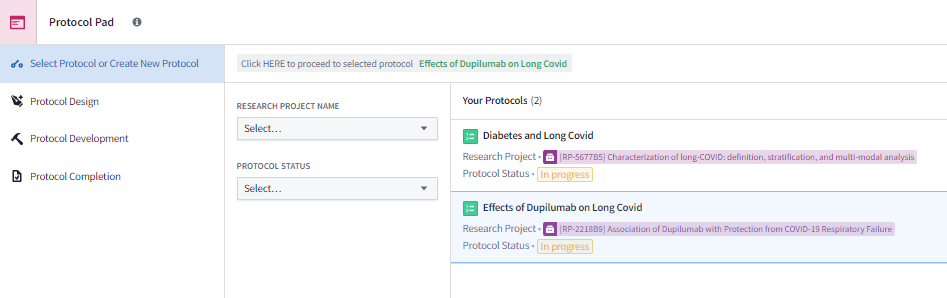 Protocol Pad
Select Protocol or Create New Protocol
Protocol Design
Protocol Development
Protocol Completion
Click HERE to proceed to selected protocol Effects of Dupilumab on Long Covid
RESEARCH PROJECT NAME
Select...
PROTOCOL STATUS
Select...
Your Protocols (2)
Diabetes and Long Covid
Research Project • [RP-5677B5] Characterization of long-COVID: definition, stratification, and multi-modal analysis
Protocol Status • In progress
Effects of Dupilumab on Long Covid
Research Project • [RP-2218B9] Association of Dupilumab with Protection from COVID-19 Respiratory Failure
Protocol Status • In progress